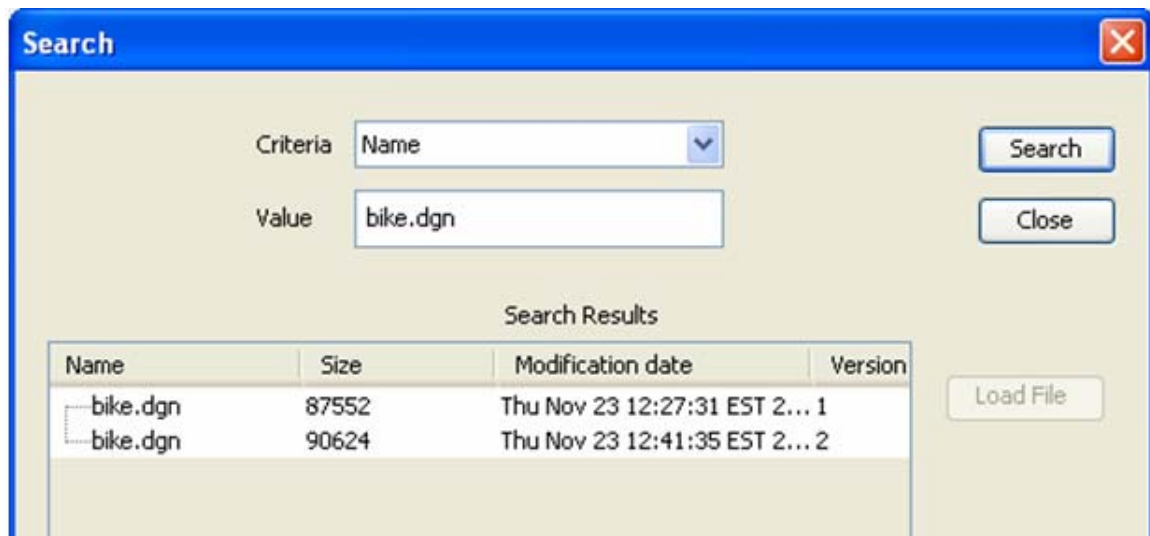 Search
Criteria Name
Search
Value bike.dgn
Close
Search Results
Name Size Modification date Version
bike.dgn 87552 Thu Nov 23 12:27:31 EST 2... 1
Load File
bike.dgn 90624 Thu Nov 23 12:41:35 EST 2... 2